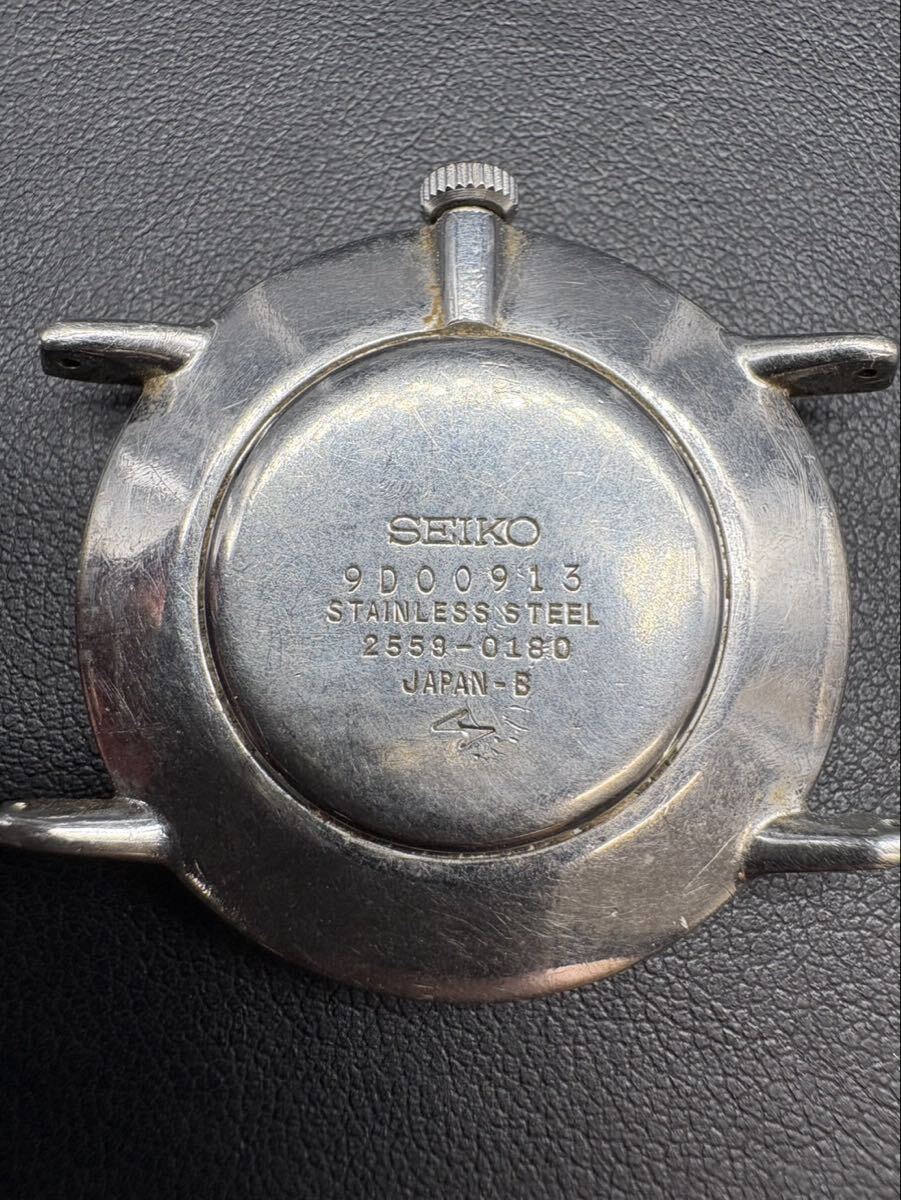 SEIKO
9D00913
STAINLESS STEEL
2559-0180
JAPAN-B